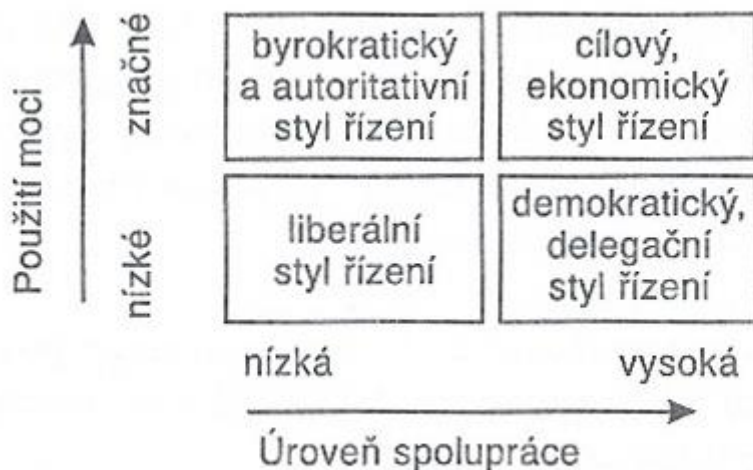 Použití moci
značné
nízké
byrokratický
a autoritativní
styl řízení
cílový,
ekonomický
styl řízení
liberální
styl řízení
demokratický,
delegační
styl řízení
nízká
vysoká
Úroveň spolupráce